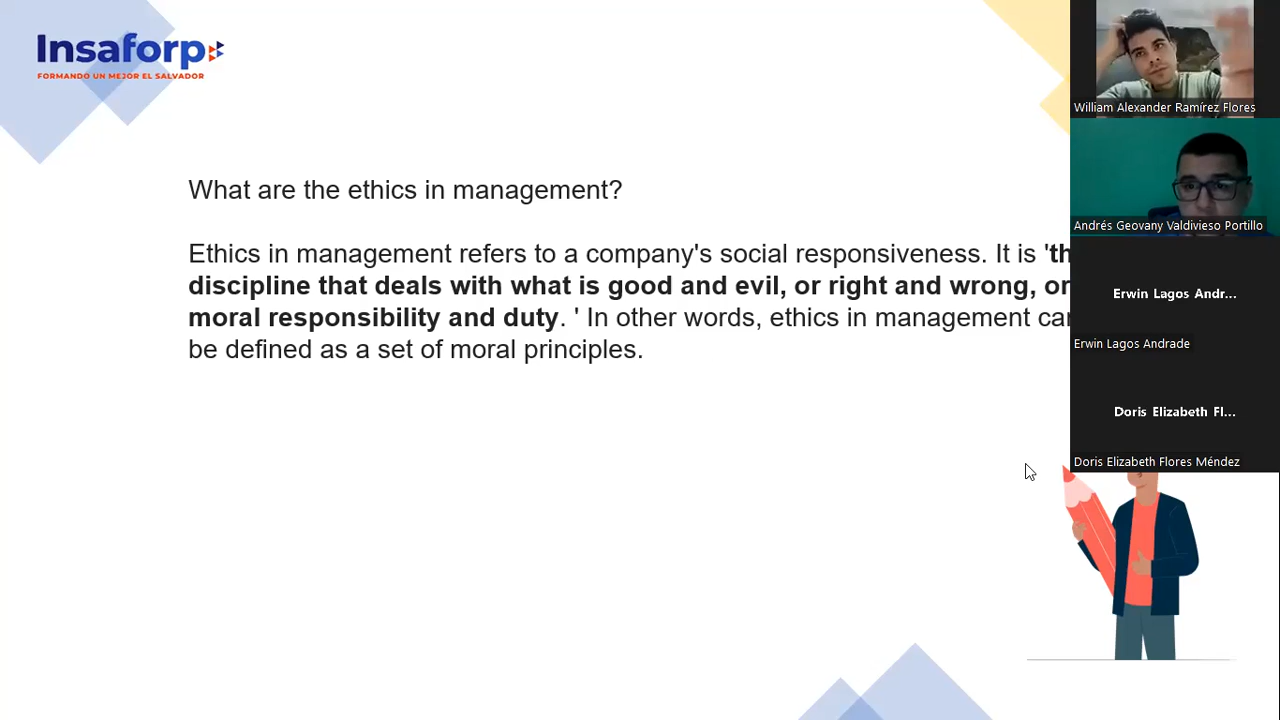 Insaforp
FORMANDO UN MEJOR EL SALVADOR
What are the ethics in management?
Ethics in management refers to a company's social responsiveness. It is '
discipline that deals with what is good and evil, or right and wrong, or
moral responsibility and duty. ' In other words, ethics in management
be defined as a set of moral principles.
William Alexander Ramírez Flores
Andrés Geovany Valdivieso Portillo
Erwin Lagos Andr...
Erwin Lagos Andrade
Doris Elizabeth Fl...
Doris Elizabeth Flores Méndez